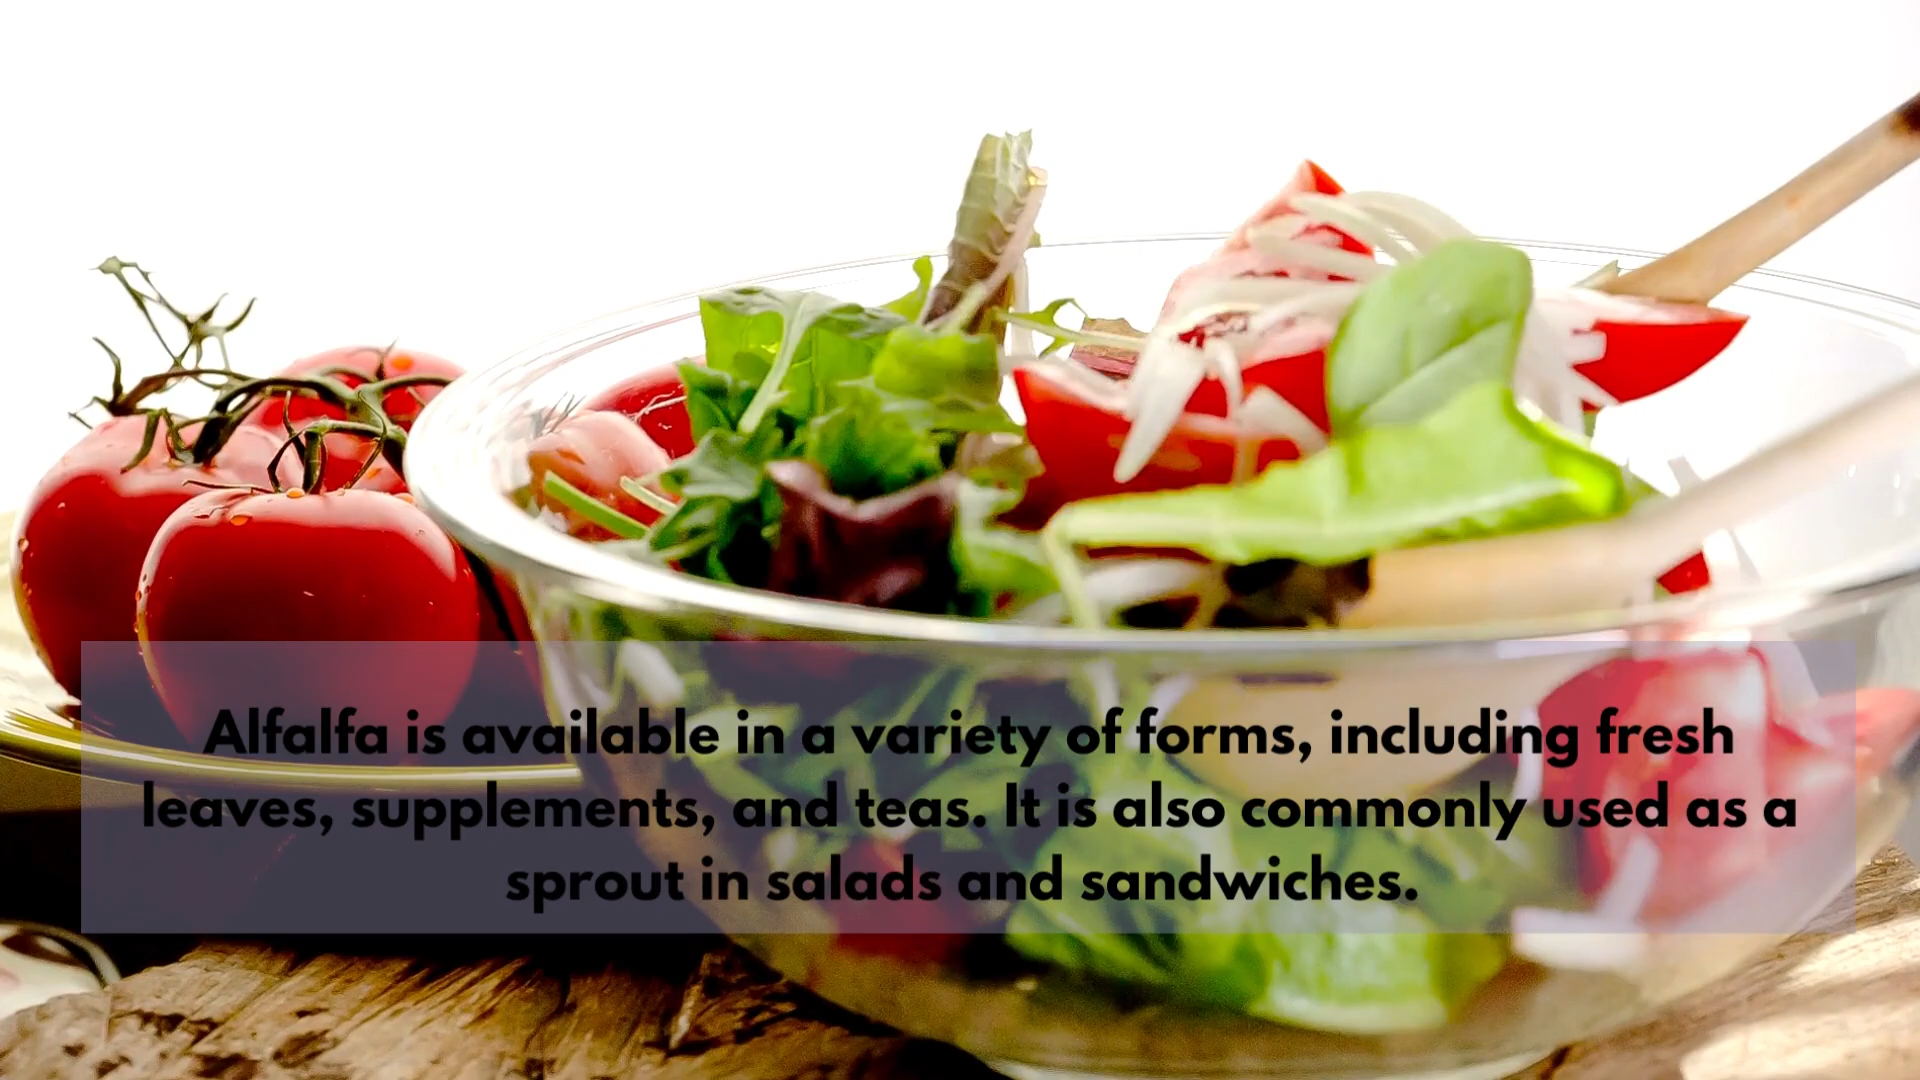 Alfalfa is available in a variety of forms, including fresh
leaves, supplements, and teas. It is also commonly used as a
sprout in salads and sandwiches.